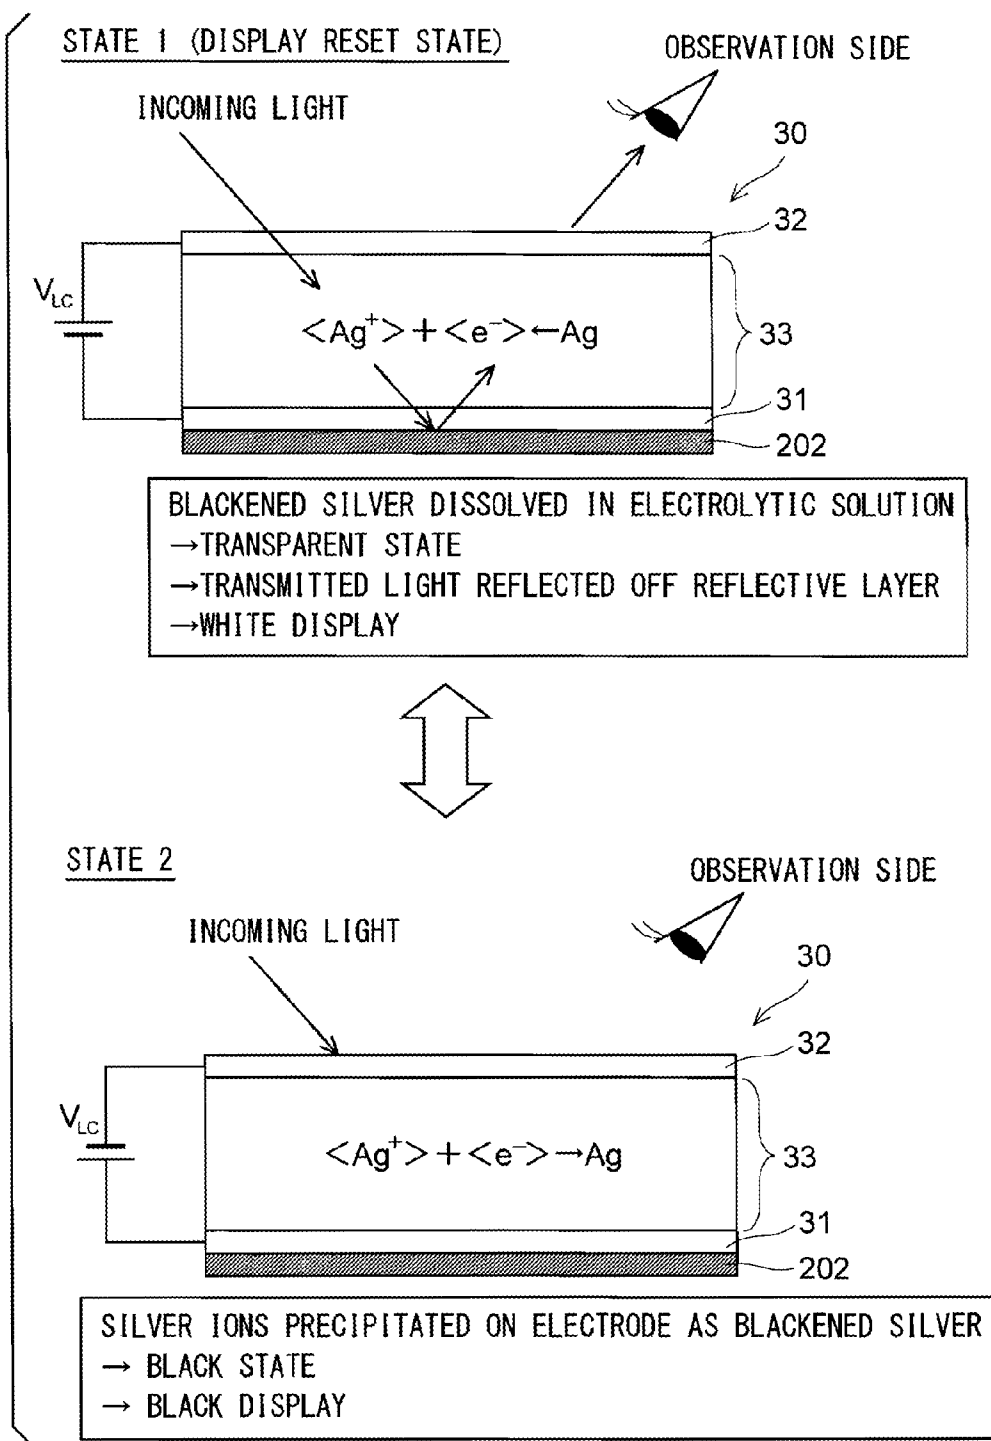 STATE 1 (DISPLAY RESET STATE)
OBSERVATION SIDE
INCOMING LIGHT
30
32
V_LC
<Ag⁺>+<e⁻>←Ag
33
31
202
BLACKENED SILVER DISSOLVED IN ELECTROLYTIC SOLUTION
→TRANSPARENT STATE
→TRANSMITTED LIGHT REFLECTED OFF REFLECTIVE LAYER
→WHITE DISPLAY
STATE 2
OBSERVATION SIDE
INCOMING LIGHT
30
32
V_LC
<Ag⁺>+<e⁻>→Ag
33
31
202
SILVER IONS PRECIPITATED ON ELECTRODE AS BLACKENED SILVER
→ BLACK STATE
→ BLACK DISPLAY